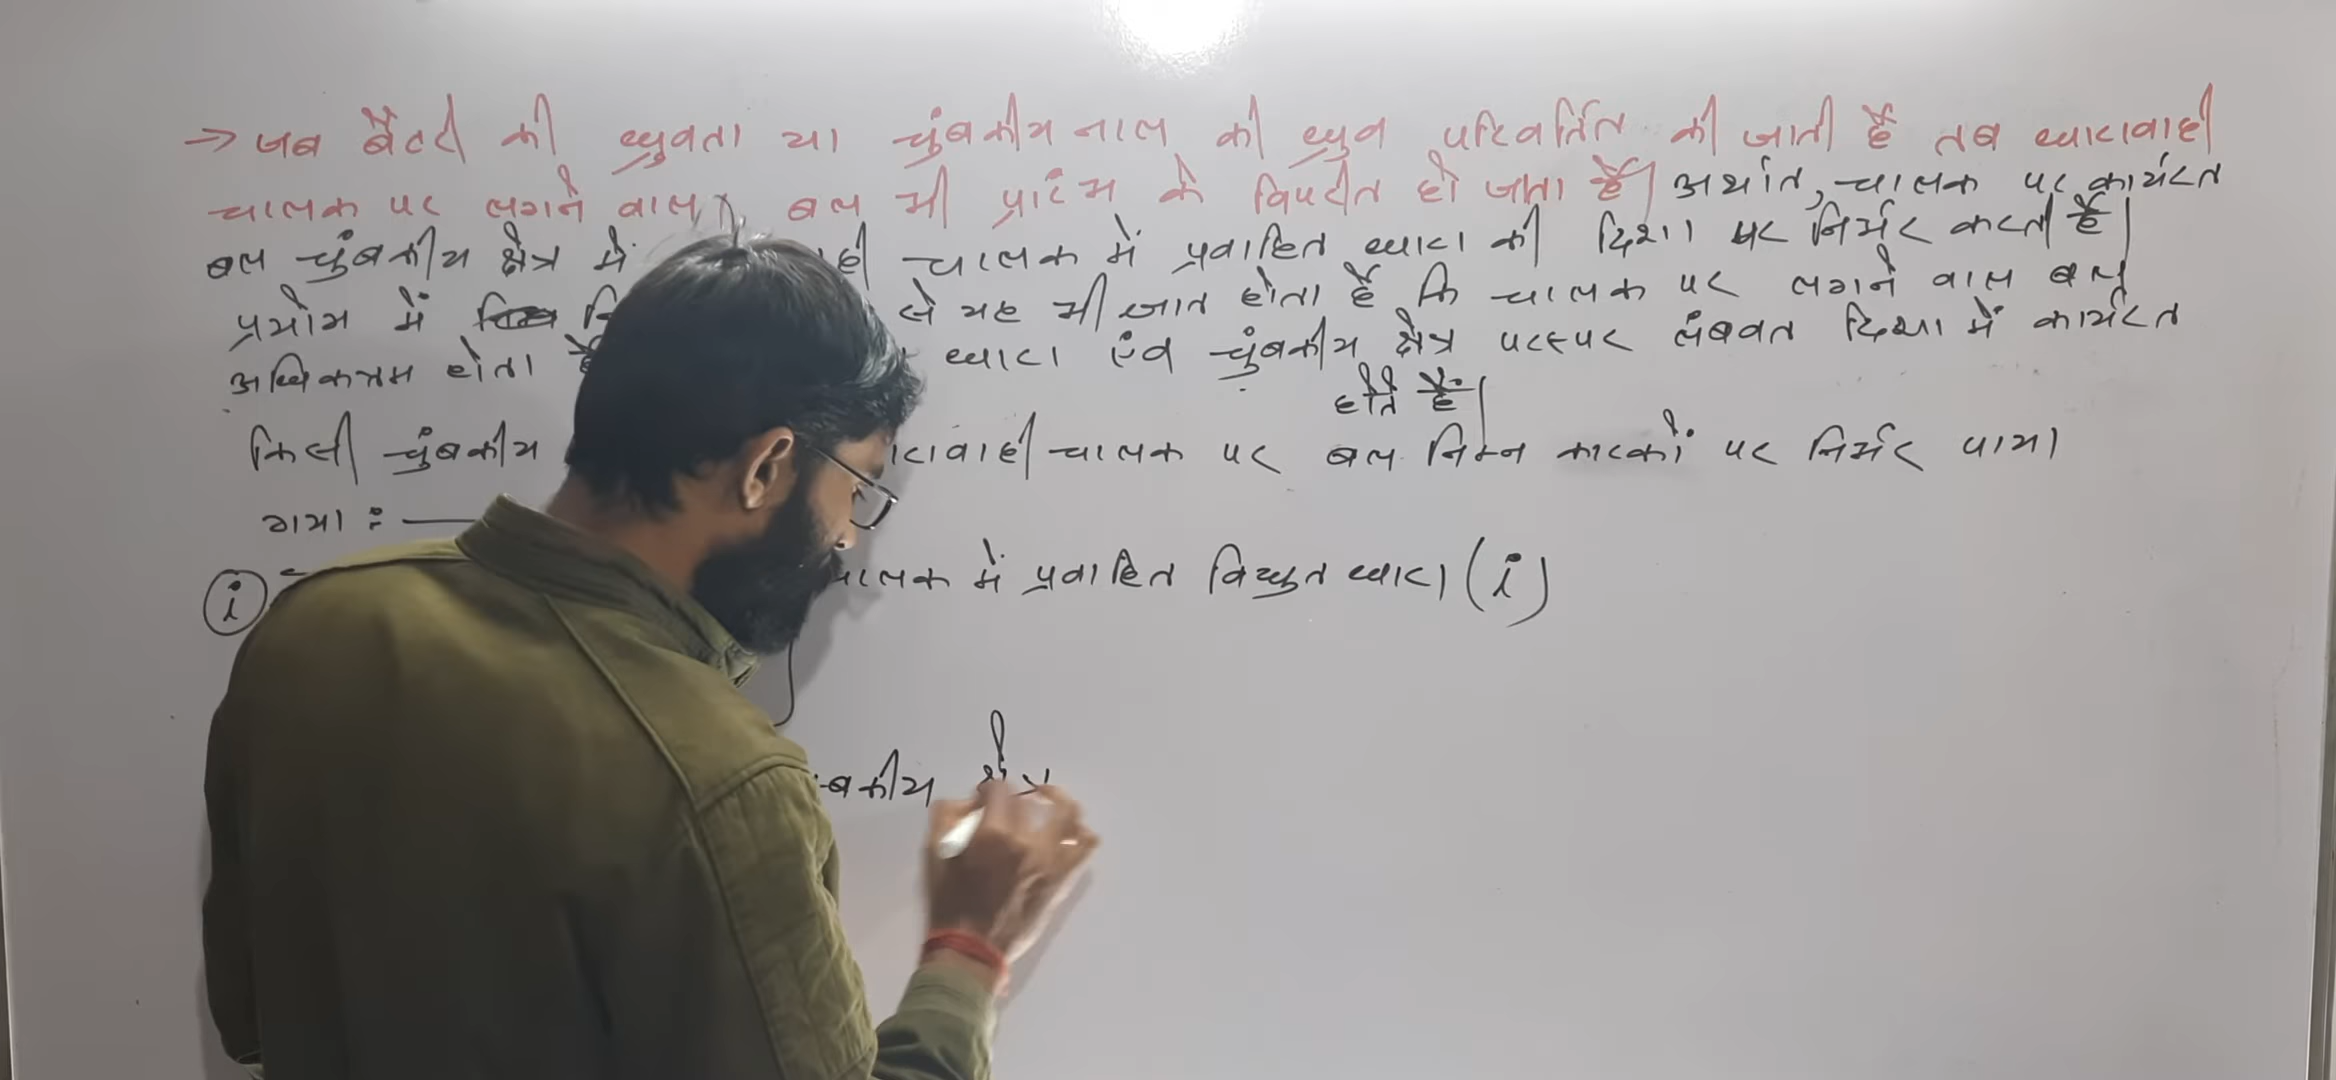 → जब बैटरी की ध्रुवता या चुंबकीय नाल की ध्रुव परिवर्तित की जाती है तब धारावाही
चालक पर लगने वाला बल भी प्रारंभ के विपरीत हो जाता है। अर्थात, चालक पर कार्यरत
बल चुंबकीय क्षेत्र में ही चालक में प्रवाहित धारा की दिशा पर निर्भर करता है।
प्रयोग में से यह भी ज्ञात होता है कि चालक पर लगने वाल बल
अधिकतम होता धारा एंव चुंबकीय क्षेत्र परस्पर लंबवत दिशा में कार्यरत
होते है।
किसी चुंबकीय रावाही चालक पर बल निम्न कारकों पर निर्भर पाया
गया :—
(i) ालक में प्रवाहित विद्युत धारा (i)
बकीय क्षेत्र